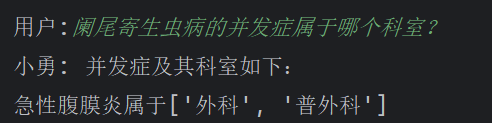 用户:阑尾寄生虫病的并发症属于哪个科室?
小勇: 并发症及其科室如下:
急性腹膜炎属于['外科', '普外科']